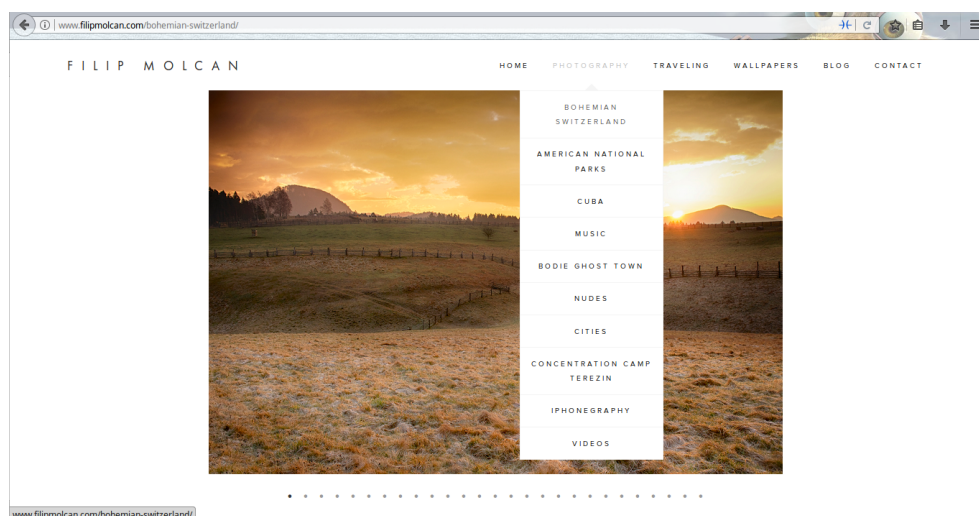 www.filipmolcan.com/bohemian-switzerland/
FILIP MOLCAN
HOME PHOTOGRAPHY TRAVELING WALLPAPERS BLOG CONTACT
BOHEMIAN
SWITZERLAND
AMERICAN NATIONAL
PARKS
CUBA
MUSIC
BODIE GHOST TOWN
NUDES
CITIES
CONCENTRATION CAMP
TEREZIN
IPHONEGRAPHY
VIDEOS
www.filipmolcan.com/bohemian-switzerland/